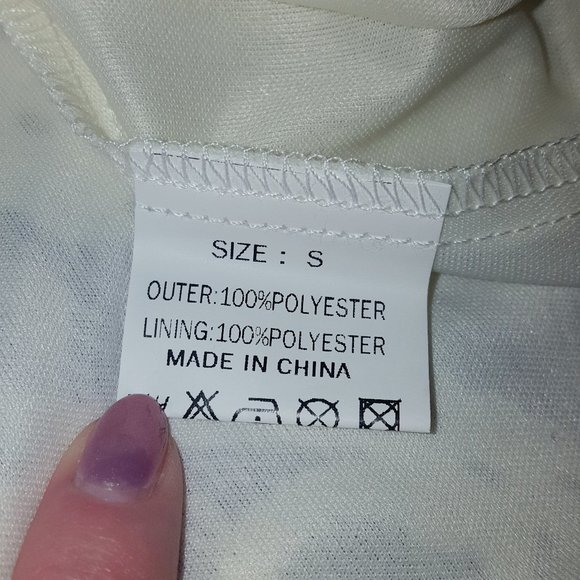 SIZE : S
OUTER:100%POLYESTER
LINING:100%POLYESTER
MADE IN CHINA